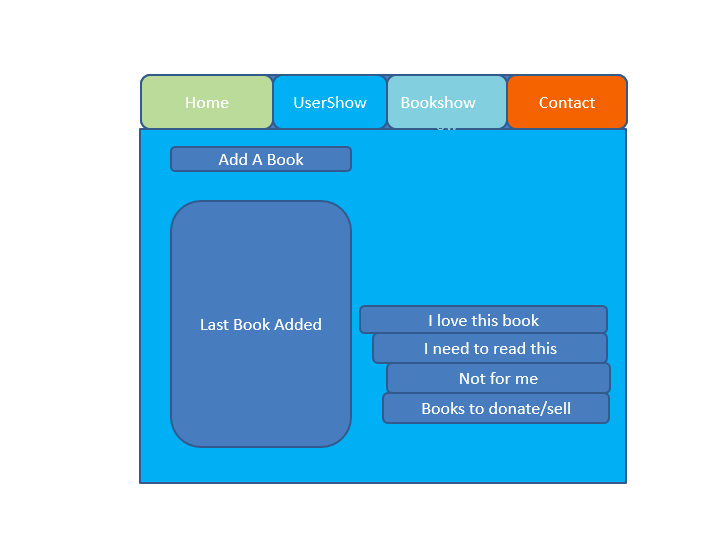 Home
UserShow
Bookshow
Contact
Add A Book
Last Book Added
I love this book
I need to read this
Not for me
Books to donate/sell